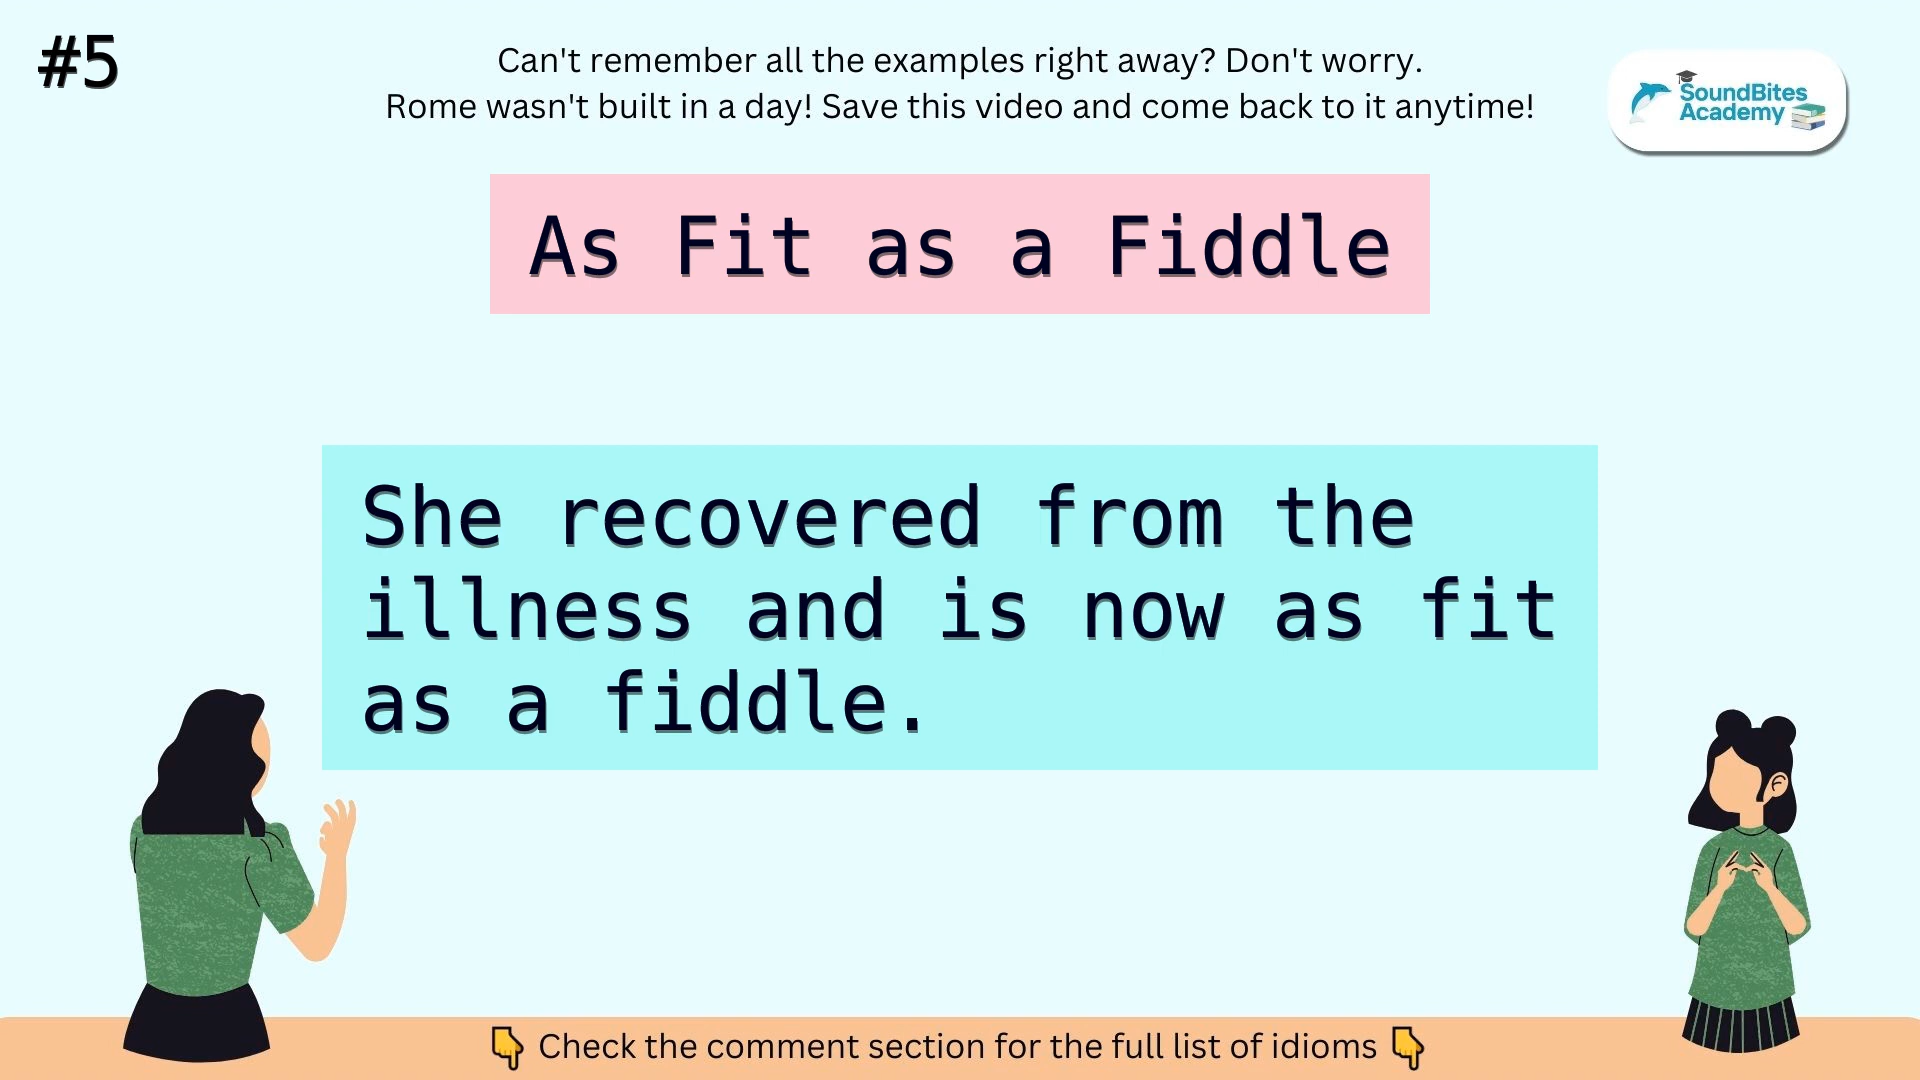 #5
Can't remember all the examples right away? Don't worry.
Rome wasn't built in a day! Save this video and come back to it anytime!
SoundBites
Academy
As Fit as a Fiddle
She recovered from the
illness and is now as fit
as a fiddle.
👇 Check the comment section for the full list of idioms 👇